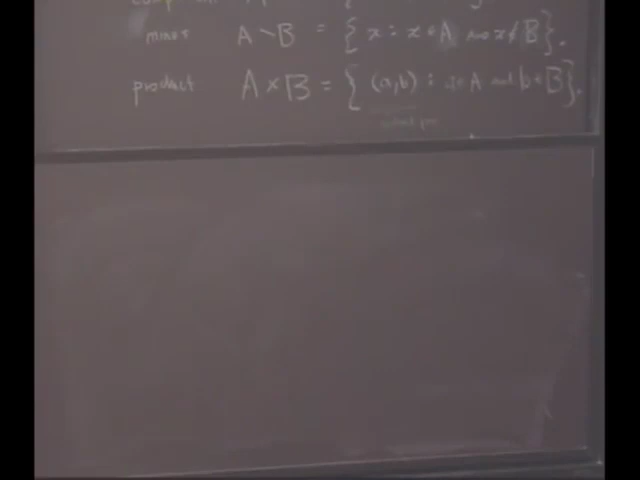 minus A ~ B = { x : x ∈ A and x ∉ B }.
product A × B = { (a,b) : a ∈ A and b ∈ B }.